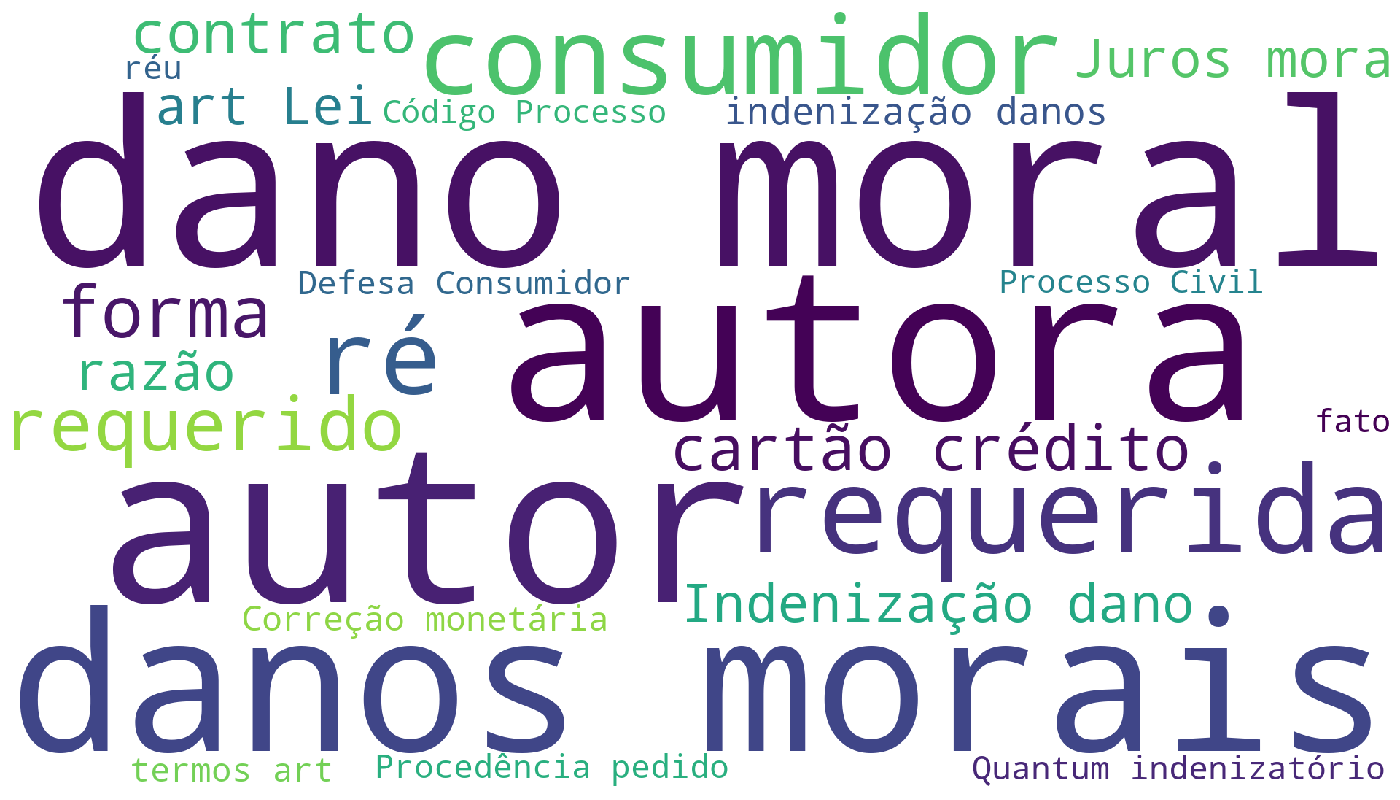 contrato
consumidor
Juros mora
réu
art Lei
Código Processo
indenização danos
dano moral
Defesa Consumidor
Processo Civil
forma
ré
autora
razão
requerido
fato
cartão crédito
autor
requerida
Indenização dano
Correção monetária
danos morais
termos art
Procedência pedido
Quantum indenizatório